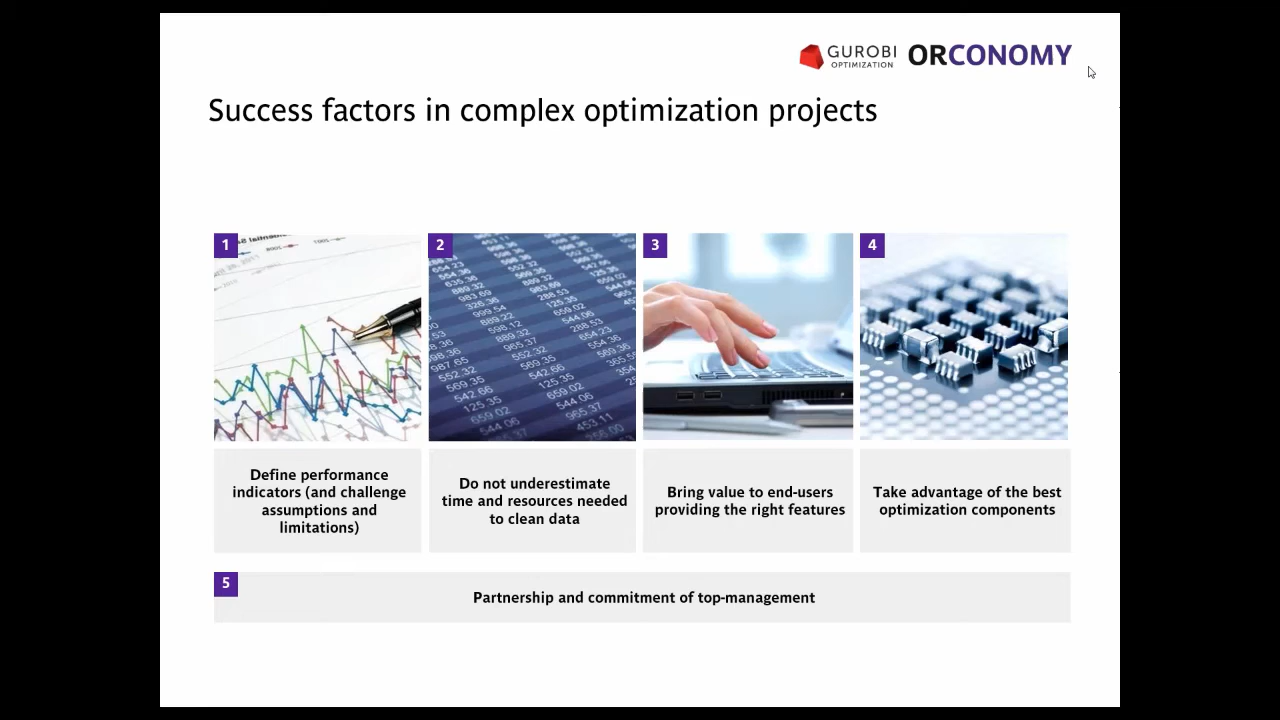 GUROBI
OPTIMIZATION
ORCONOMY
Success factors in complex optimization projects
1
2
3
4
Define performance
indicators (and challenge
assumptions and
limitations)
Do not underestimate
time and resources needed
to clean data
Bring value to end-users
providing the right features
Take advantage of the best
optimization components
5
Partnership and commitment of top-management